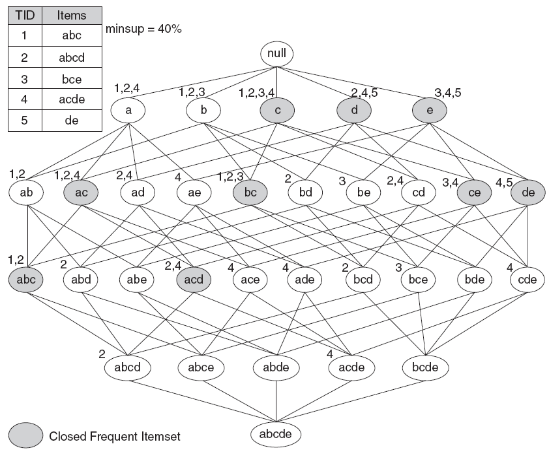 TID Items
1 abc
2 abcd
3 bce
4 acde
5 de
minsup = 40%
null
1,2,4 1,2,3 1,2,3,4 2,4,5 3,4,5
a b c d e
1,2 1,2,4 2,4 4 1,2,3 2 3 2,4 3,4 4,5
ab ac ad ae bc bd be cd ce de
1,2 2 2,4 4 4 2 3 4
abc abd abe acd ace ade bcd bce bde cde
2 4
abcd abce abde acde bcde
abcde
Closed Frequent Itemset